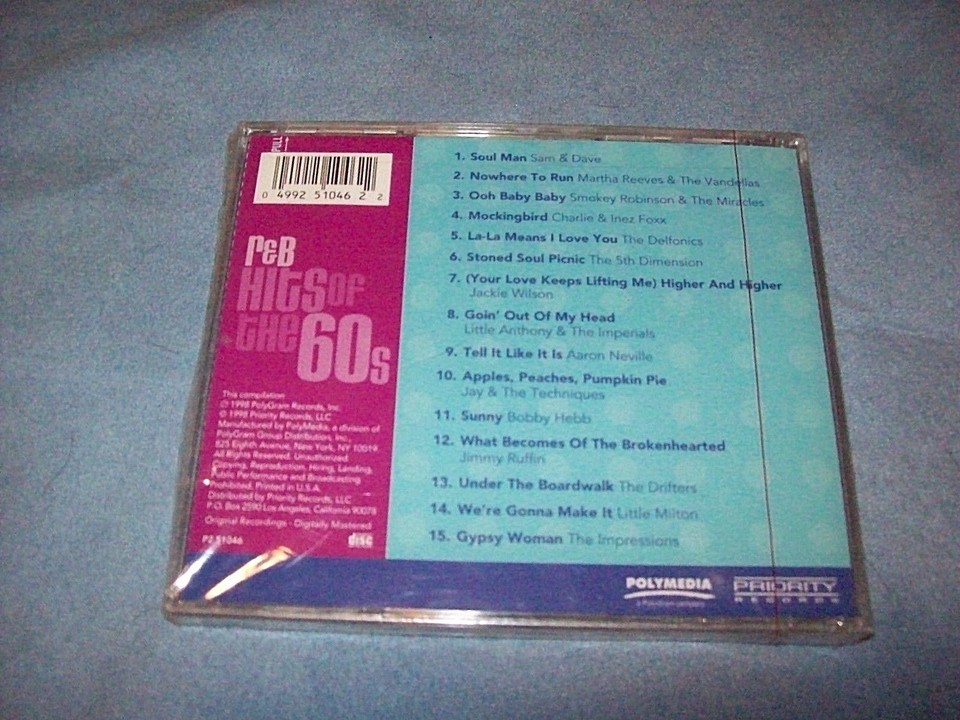 PULL
0 4992 51046 2 2
R&B
HITS OF
THE 60s
This compilation
℗ 1998 PolyGram Records, Inc.
© 1998 Priority Records, LLC
Manufactured by PolyMedia, a division of
PolyGram Group Distribution, Inc.,
825 Eighth Avenue, New York, NY 10019.
All Rights Reserved. Unauthorized
Copying, Reproduction, Hiring, Lending,
Public Performance and Broadcasting
Prohibited. Printed in U.S.A.
Distributed by Priority Records, LLC
P.O. Box 2590 Los Angeles, California 90078
Original Recordings - Digitally Mastered
P2 51046
disc
1. Soul Man Sam & Dave
2. Nowhere To Run Martha Reeves & The Vandellas
3. Ooh Baby Baby Smokey Robinson & The Miracles
4. Mockingbird Charlie & Inez Foxx
5. La-La Means I Love You The Delfonics
6. Stoned Soul Picnic The 5th Dimension
7. (Your Love Keeps Lifting Me) Higher And Higher
Jackie Wilson
8. Goin' Out Of My Head
Little Anthony & The Imperials
9. Tell It Like It Is Aaron Neville
10. Apples, Peaches, Pumpkin Pie
Jay & The Techniques
11. Sunny Bobby Hebb
12. What Becomes Of The Brokenhearted
Jimmy Ruffin
13. Under The Boardwalk The Drifters
14. We're Gonna Make It Little Milton
15. Gypsy Woman The Impressions
POLYMEDIA
a PolyGram company
PRIORITY
RECORDS